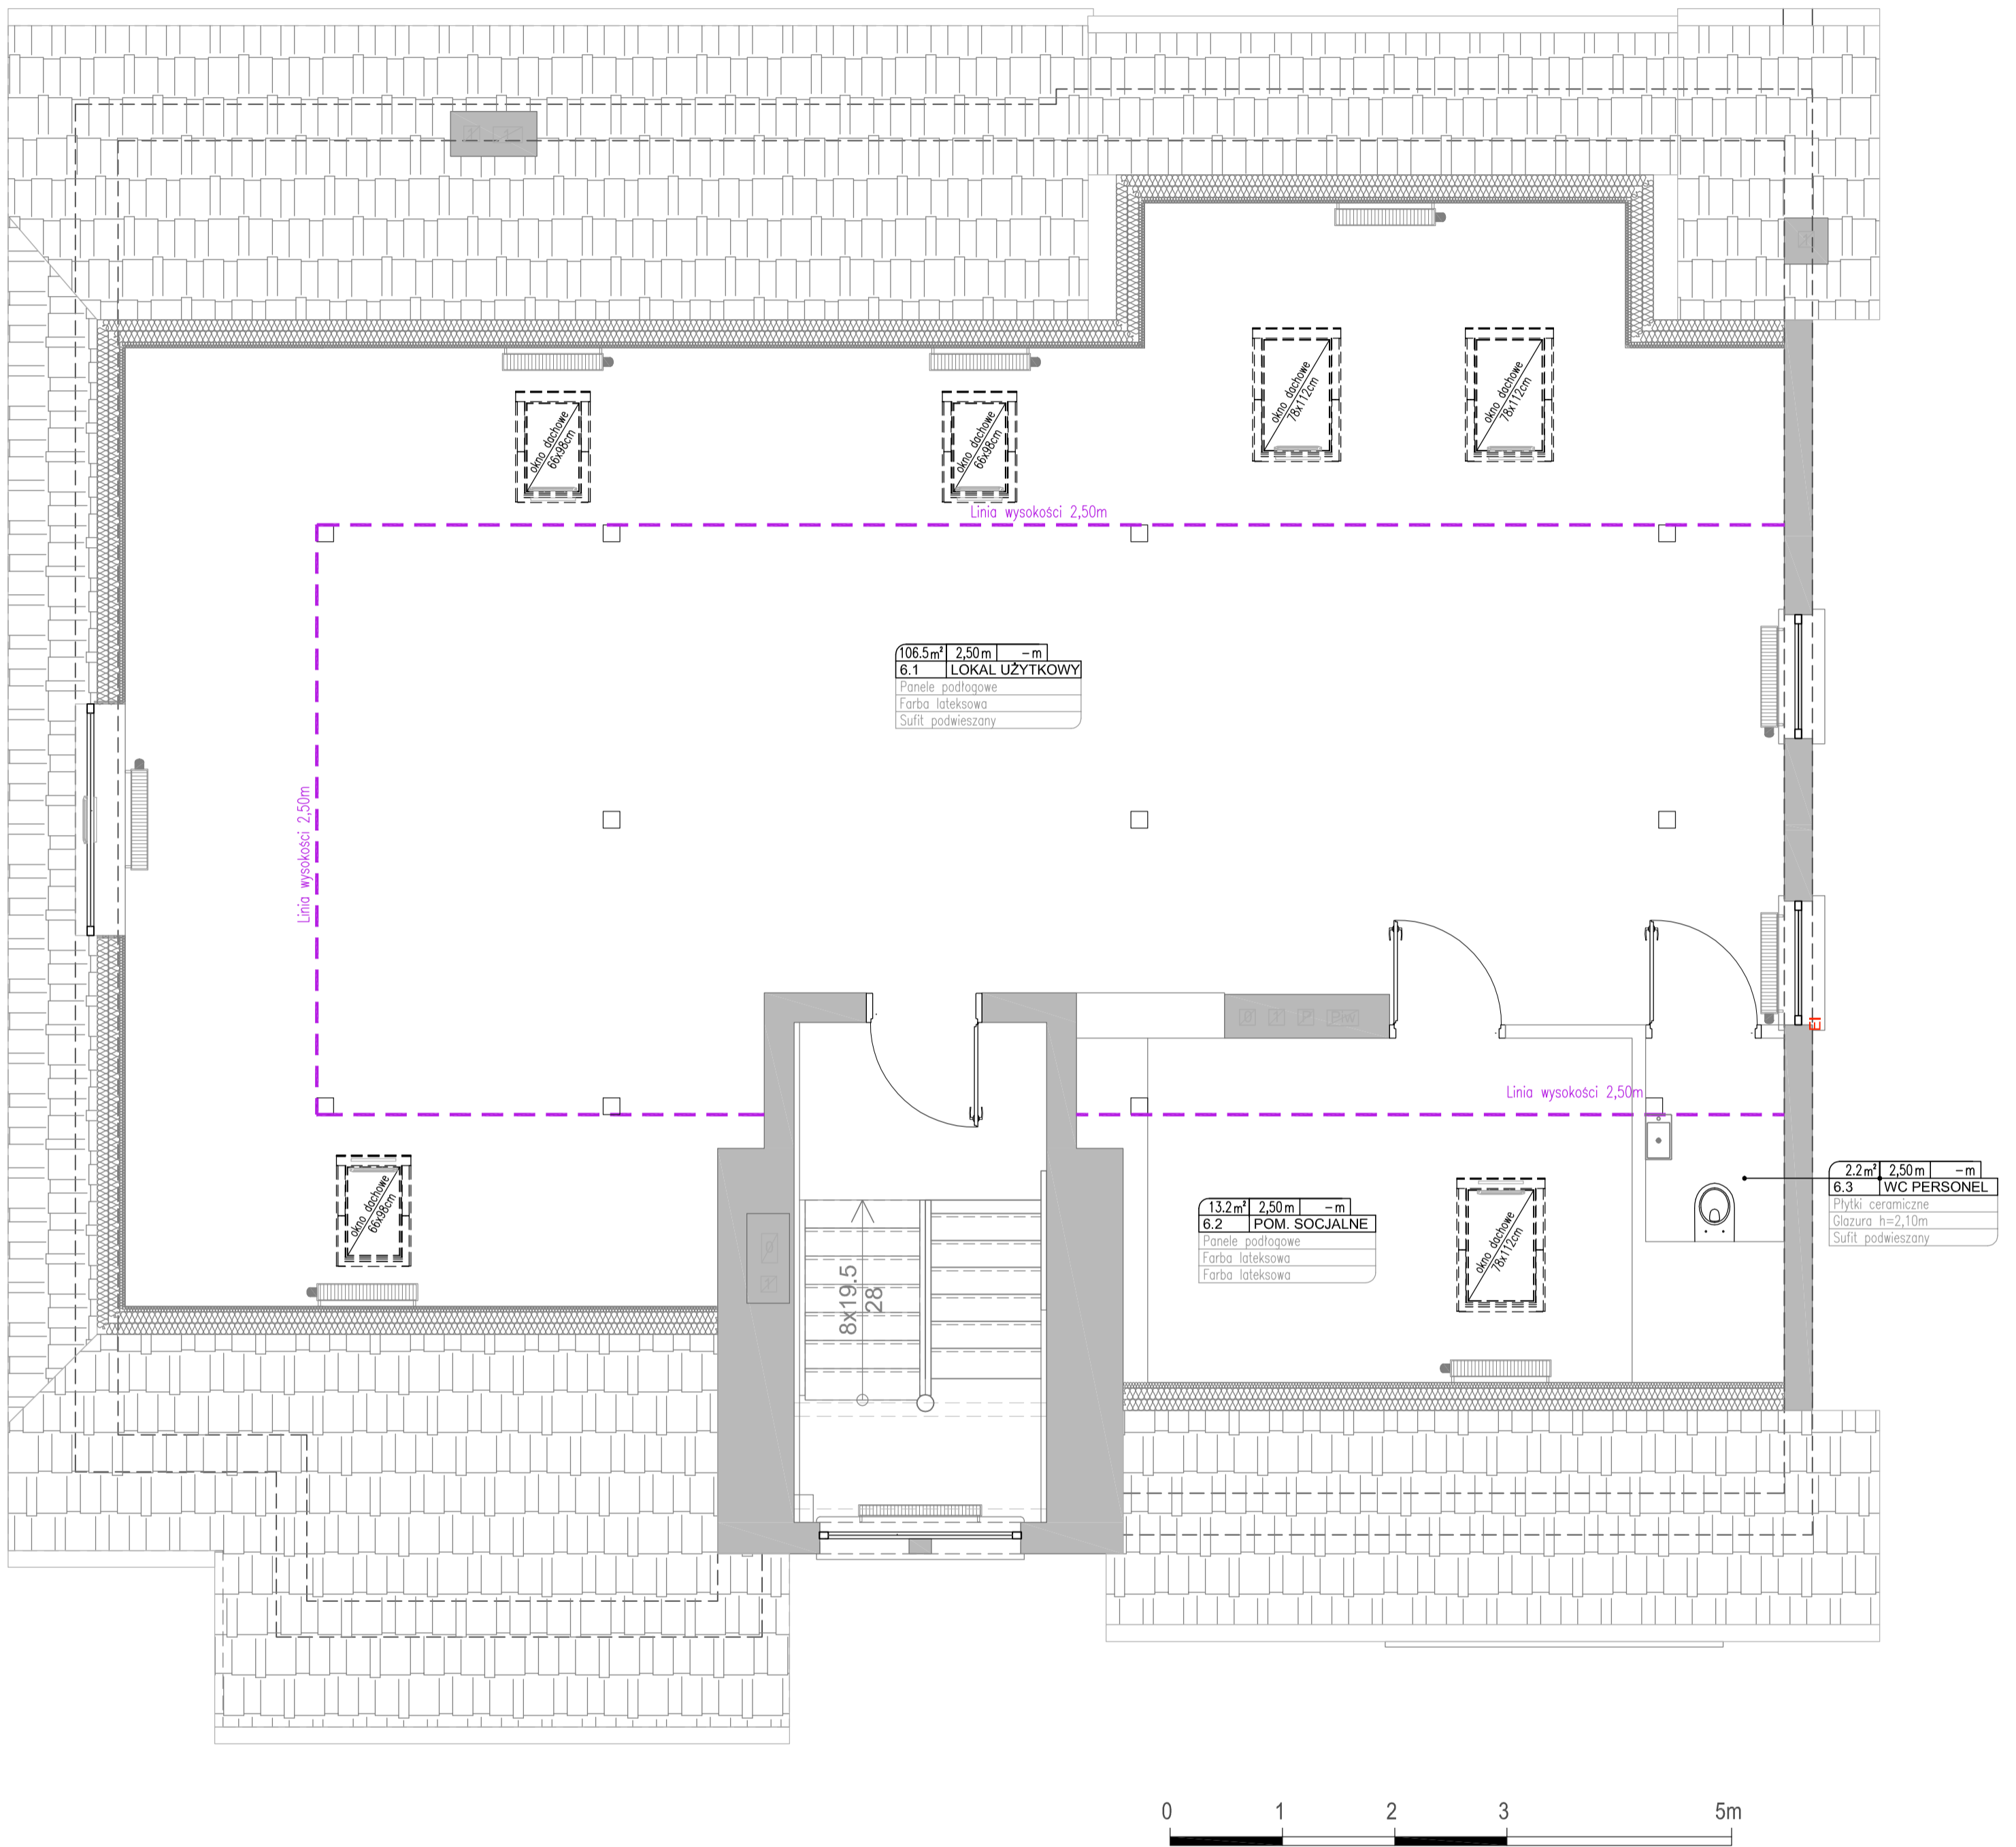 okno dachowe
78x112cm
okno dachowe
78x112cm
okno dachowe
66x98cm
okno dachowe
66x98cm
Linia wysokości 2,50m
106.5m² 2,50m –m
6.1 LOKAL UŻYTKOWY
Panele podłogowe
Farba lateksowa
Sufit podwieszany
Linia wysokości 2,50m
P
Piw
EI
Linia wysokości 2,50m
2.2m² 2,50m –m
6.3 WC PERSONEL
Płytki ceramiczne
Glazura h=2,10m
Sufit podwieszany
okno dachowe
66x98cm
13.2m² 2,50m –m
6.2 POM. SOCJALNE
Panele podłogowe
Farba lateksowa
Farba lateksowa
okno dachowe
78x112cm
8x19.5
28
0 1 2 3 5m